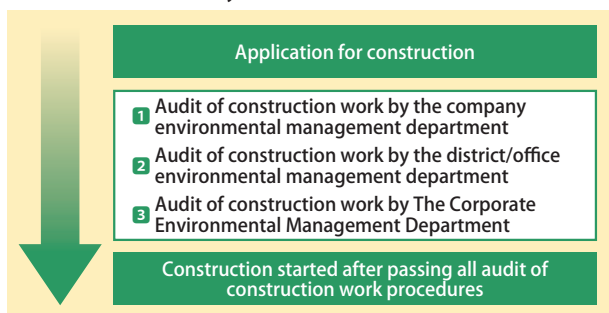 Application for construction
1 Audit of construction work by the company
environmental management department
2 Audit of construction work by the district/office
environmental management department
3 Audit of construction work by The Corporate
Environmental Management Department
Construction started after passing all audit of
construction work procedures